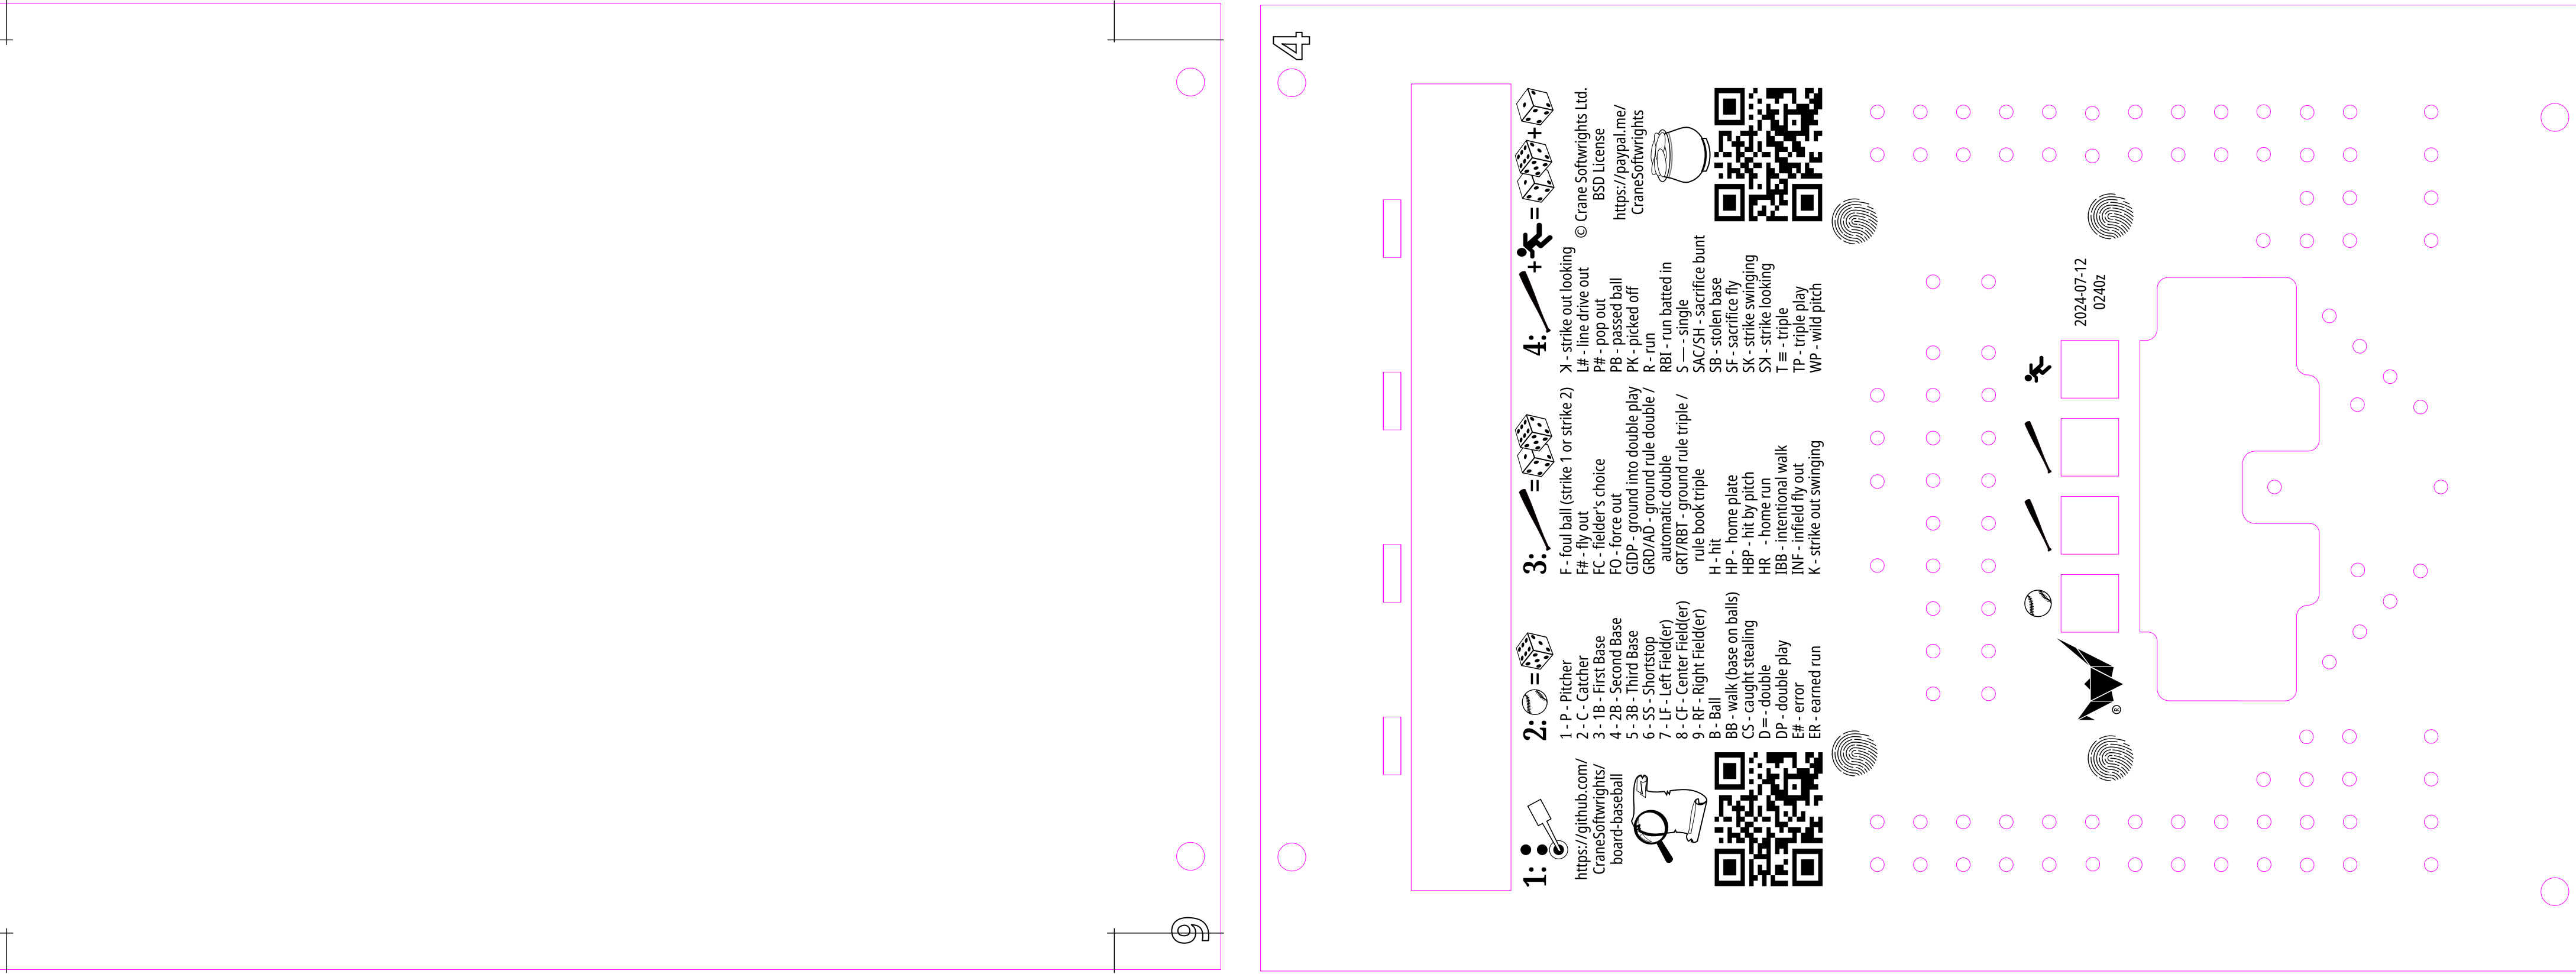 9
4
1:
2: =
3: =
4: + = +
https://github.com/
CraneSoftwrights/
board-baseball
1 - P - Pitcher
2 - C - Catcher
3 - 1B - First Base
4 - 2B - Second Base
5 - 3B - Third Base
6 - SS - Shortstop
7 - LF - Left Field(er)
8 - CF - Center Field(er)
9 - RF - Right Field(er)
B - Ball
BB - walk (base on balls)
CS - caught stealing
D = - double
DP - double play
E# - error
ER - earned run
F - foul ball (strike 1 or strike 2)
F# - fly out
FC - fielder's choice
FO - force out
GIDP - ground into double play
GRD/AD - ground rule double /
automatic double
GRT/RBT - ground rule triple /
rule book triple
H - hit
HP - home plate
HBP - hit by pitch
HR - home run
IBB - intentional walk
INF - infield fly out
K - strike out swinging
ꓘ - strike out looking
L# - line drive out
P# - pop out
PB - passed ball
PK - picked off
R - run
RBI - run batted in
S — - single
SAC/SH - sacrifice bunt
SB - stolen base
SF - sacrifice fly
SK - strike swinging
Sꓘ - strike looking
T ≡ - triple
TP - triple play
WP - wild pitch
© Crane Softwrights Ltd.
BSD License
https://paypal.me/
CraneSoftwrights
®
2024-07-12
0240z